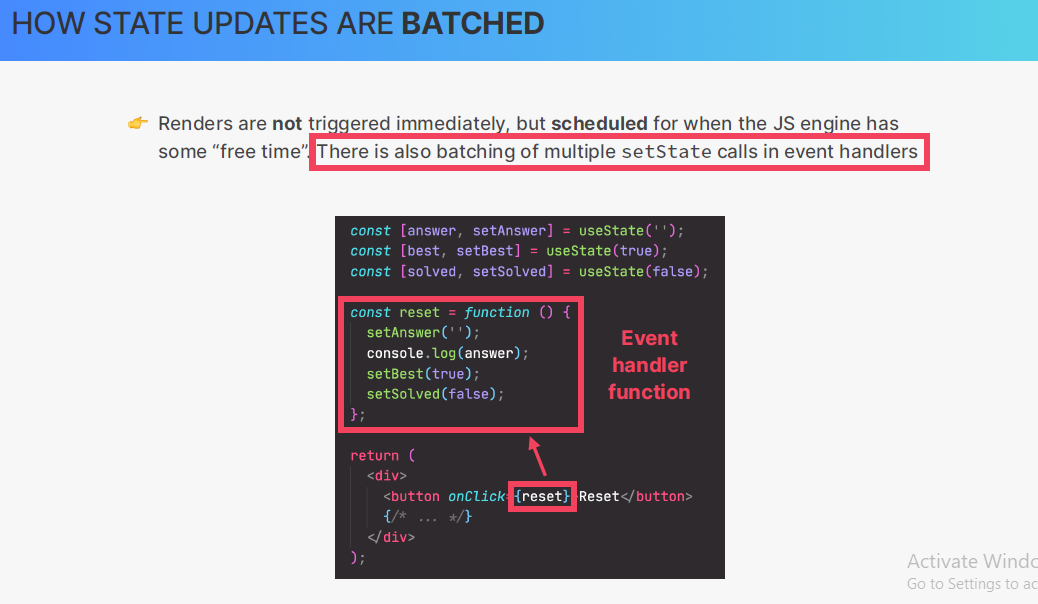 HOW STATE UPDATES ARE BATCHED
Renders are not triggered immediately, but scheduled for when the JS engine has
some “free time”. There is also batching of multiple setState calls in event handlers
const [answer, setAnswer] = useState('');
const [best, setBest] = useState(true);
const [solved, setSolved] = useState(false);
const reset = function () {
setAnswer('');
console.log(answer);
setBest(true);
setSolved(false);
};
Event
handler
function
return (
<div>
<button onClick={reset}>Reset</button>
{/* ... */}
</div>
);
Activate Windo
Go to Settings to ac